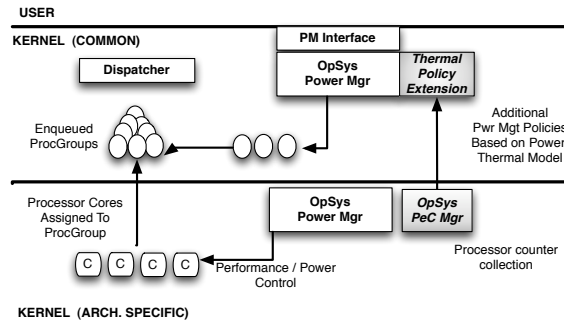 USER
KERNEL (COMMON)
PM Interface
Dispatcher
OpSys
Power Mgr
Thermal
Policy
Extension
Enqueued
ProcGroups
Additional
Pwr Mgt Policies
Based on Power
Thermal Model
Processor Cores
Assigned To
ProcGroup
OpSys
Power Mgr
OpSys
PeC Mgr
C C C C
Performance / Power
Control
Processor counter
collection
KERNEL (ARCH. SPECIFIC)